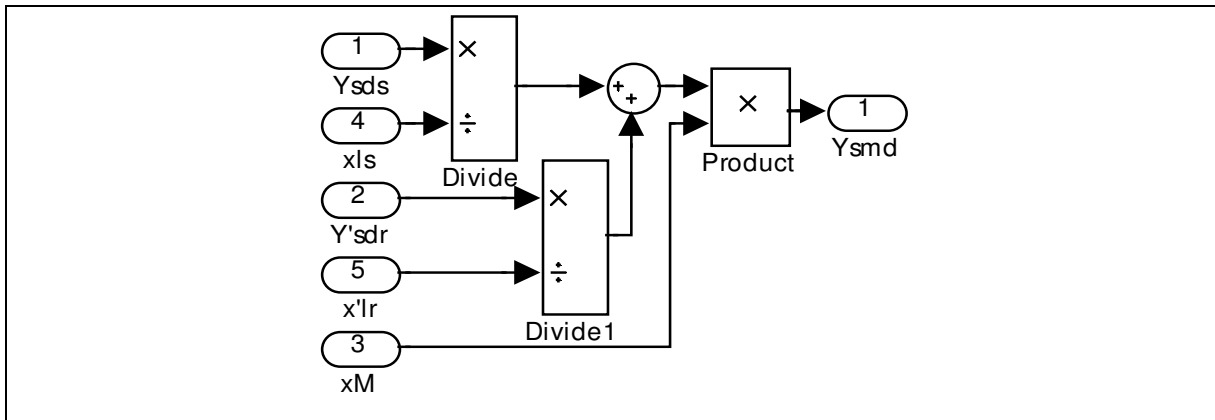 1
Ysds
4
xls
Divide
×
÷
+
+
Product
×
1
Ysmd
2
Y'sdr
5
x'lr
Divide1
×
÷
3
xM